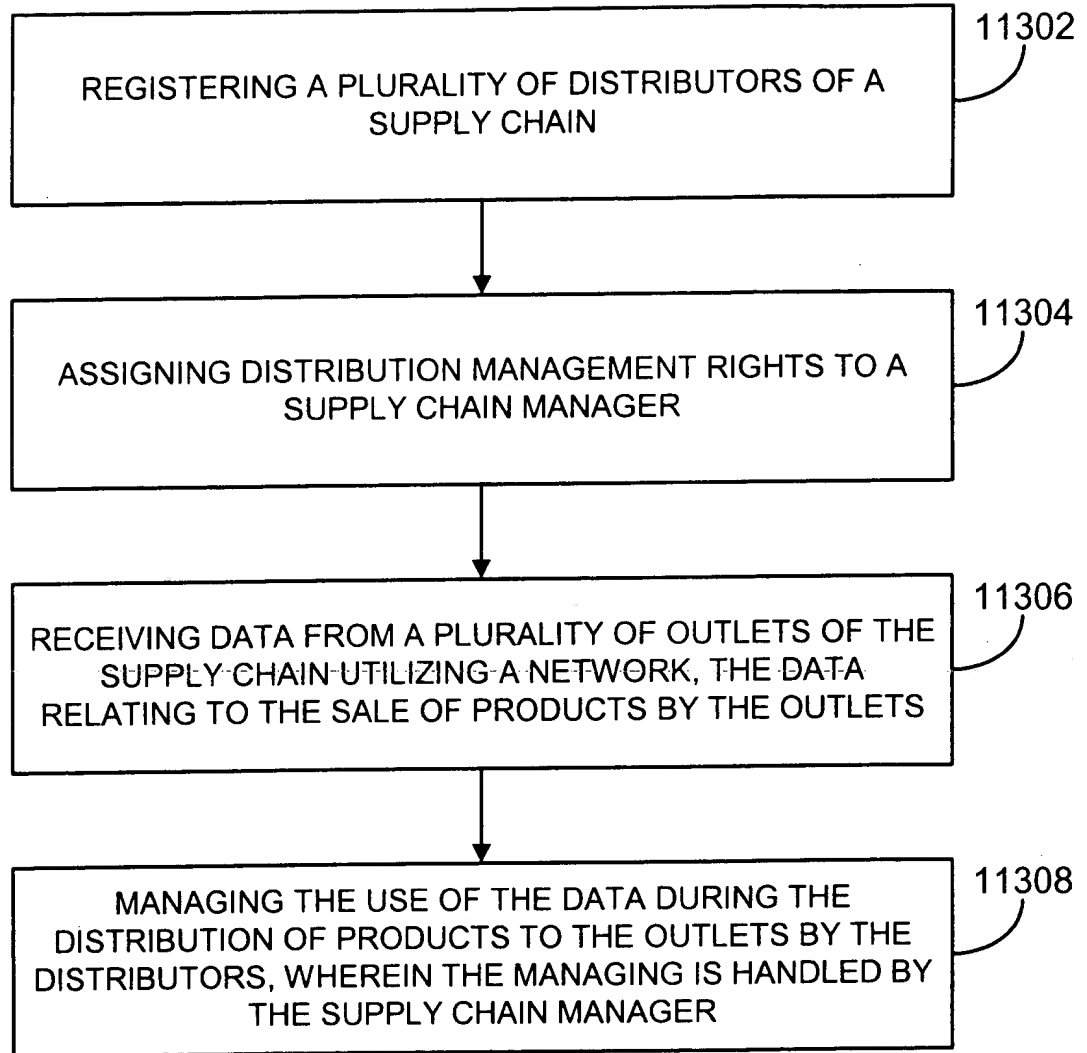 11302
REGISTERING A PLURALITY OF DISTRIBUTORS OF A
SUPPLY CHAIN
11304
ASSIGNING DISTRIBUTION MANAGEMENT RIGHTS TO A
SUPPLY CHAIN MANAGER
11306
RECEIVING DATA FROM A PLURALITY OF OUTLETS OF THE
SUPPLY CHAIN UTILIZING A NETWORK, THE DATA
RELATING TO THE SALE OF PRODUCTS BY THE OUTLETS
11308
MANAGING THE USE OF THE DATA DURING THE
DISTRIBUTION OF PRODUCTS TO THE OUTLETS BY THE
DISTRIBUTORS, WHEREIN THE MANAGING IS HANDLED BY
THE SUPPLY CHAIN MANAGER